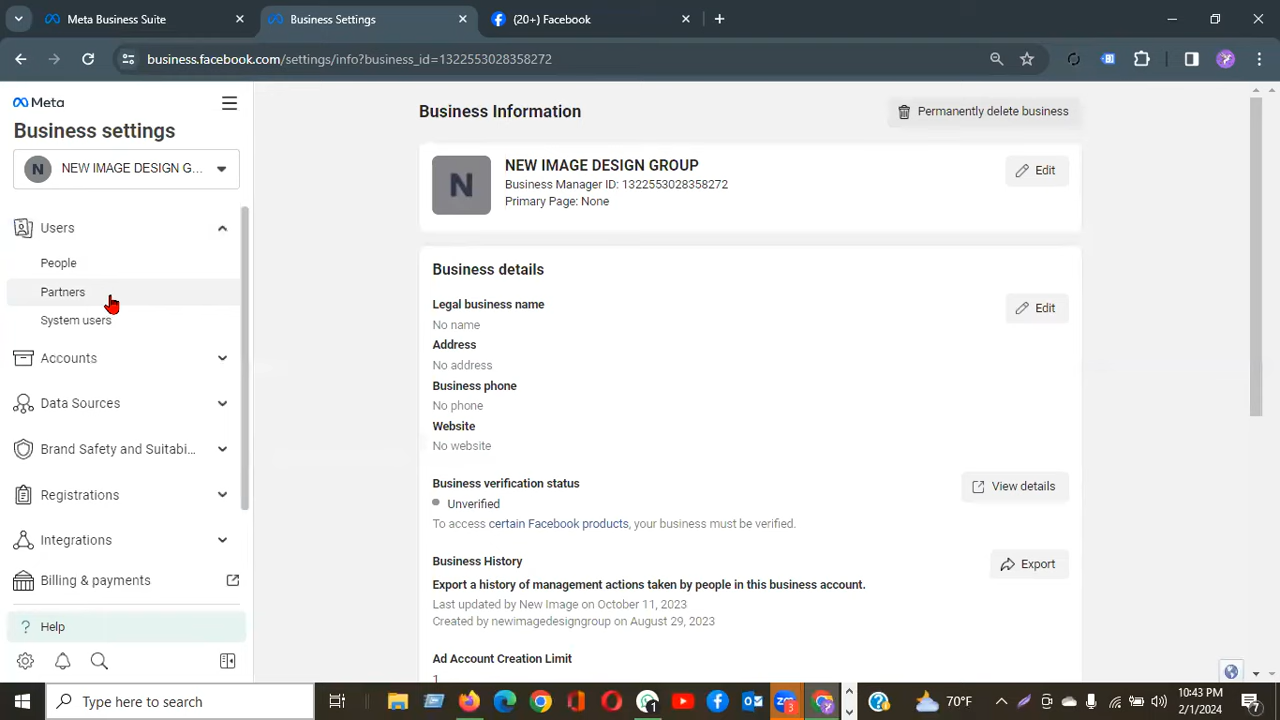 Meta Business Suite
Business Settings
(20+) Facebook
business.facebook.com/settings/info?business_id=1322553028358272
Meta
Business settings
N
NEW IMAGE DESIGN G...
Users
People
Partners
System users
Accounts
Data Sources
Brand Safety and Suitabi...
Registrations
Integrations
Billing & payments
? Help
Business Information
Permanently delete business
N
NEW IMAGE DESIGN GROUP
Business Manager ID: 1322553028358272
Primary Page: None
Edit
Business details
Legal business name
No name
Edit
Address
No address
Business phone
No phone
Website
No website
Business verification status
Unverified
To access certain Facebook products, your business must be verified.
View details
Business History
Export a history of management actions taken by people in this business account.
Last updated by New Image on October 11, 2023
Created by newimagedesigngroup on August 29, 2023
Export
Ad Account Creation Limit
1
Type here to search
70°F
10:43 PM
2/1/2024